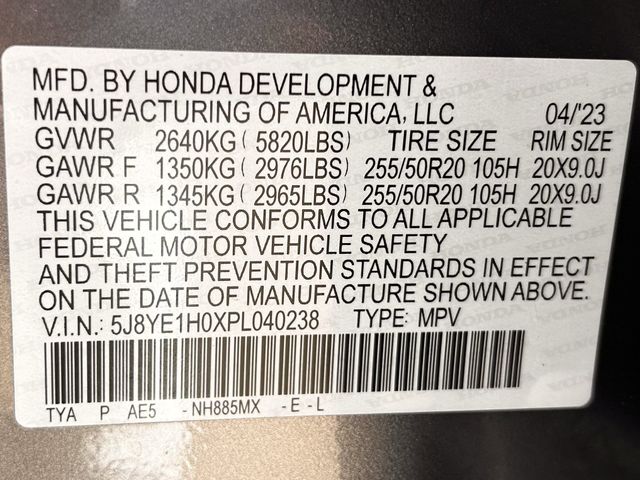 MFD. BY HONDA DEVELOPMENT &
MANUFACTURING OF AMERICA, LLC 04/'23
GVWR 2640KG ( 5820LBS) TIRE SIZE RIM SIZE
GAWR F 1350KG ( 2976LBS) 255/50R20 105H 20X9.0J
GAWR R 1345KG ( 2965LBS) 255/50R20 105H 20X9.0J
THIS VEHICLE CONFORMS TO ALL APPLICABLE
FEDERAL MOTOR VEHICLE SAFETY
AND THEFT PREVENTION STANDARDS IN EFFECT
ON THE DATE OF MANUFACTURE SHOWN ABOVE.
V.I.N.: 5J8YE1H0XPL040238 TYPE: MPV
TYA P AE5 - NH885MX - E - L